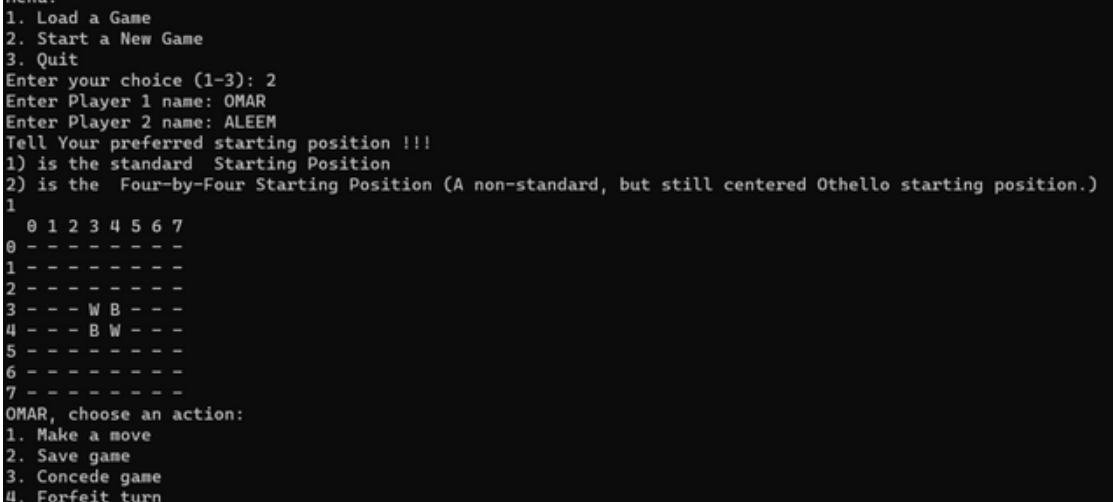 Menu:
1. Load a Game
2. Start a New Game
3. Quit
Enter your choice (1-3): 2
Enter Player 1 name: OMAR
Enter Player 2 name: ALEEM
Tell Your preferred starting position !!!
1) is the standard  Starting Position
2) is the  Four-by-Four Starting Position (A non-standard, but still centered Othello starting position.)
1
  0 1 2 3 4 5 6 7
0 - - - - - - - -
1 - - - - - - - -
2 - - - - - - - -
3 - - - W B - - -
4 - - - B W - - -
5 - - - - - - - -
6 - - - - - - - -
7 - - - - - - - -
OMAR, choose an action:
1. Make a move
2. Save game
3. Concede game
4. Forfeit turn